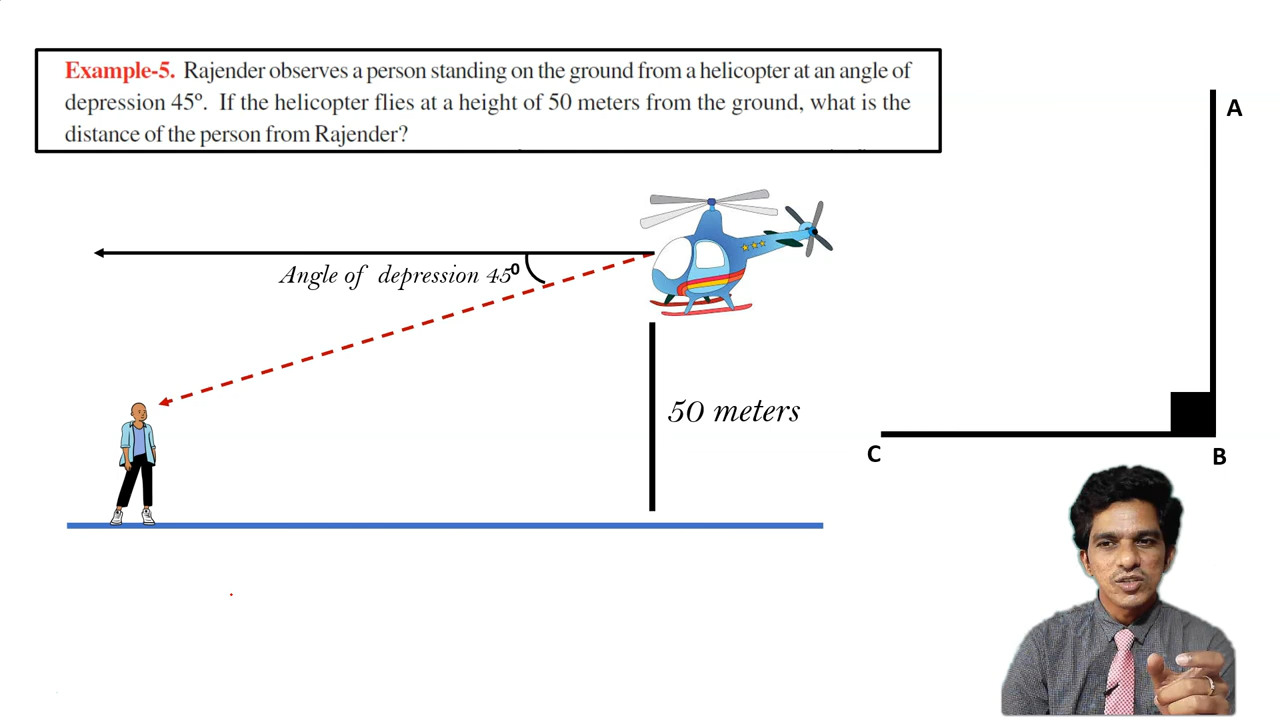 Example-5. Rajender observes a person standing on the ground from a helicopter at an angle of
depression 45º. If the helicopter flies at a height of 50 meters from the ground, what is the
distance of the person from Rajender?
A
Angle of depression 45⁰
50 meters
C
B